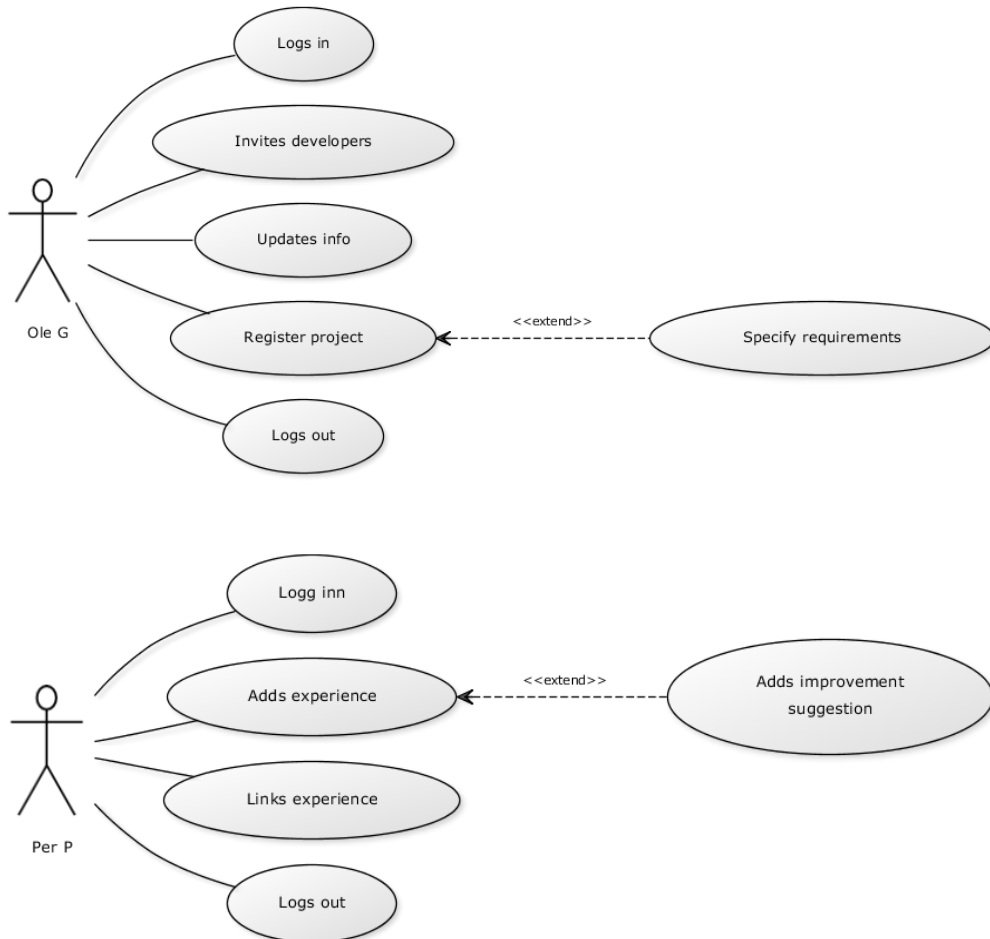 Logs in
Invites developers
Updates info
Ole G
Register project
<<extend>>
Specify requirements
Logs out
Logg inn
Adds experience
<<extend>>
Adds improvement
suggestion
Links experience
Per P
Logs out